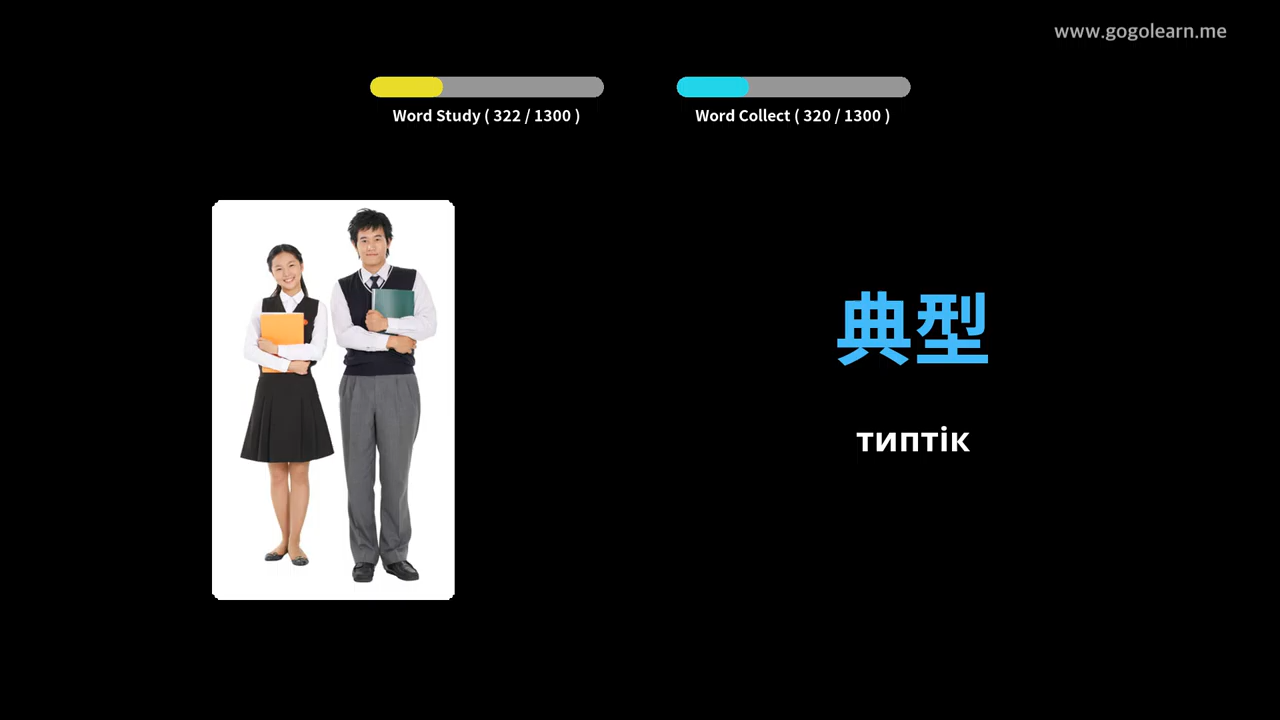 www.gogolearn.me
Word Study ( 322 / 1300 )
Word Collect ( 320 / 1300 )
典型
типтік